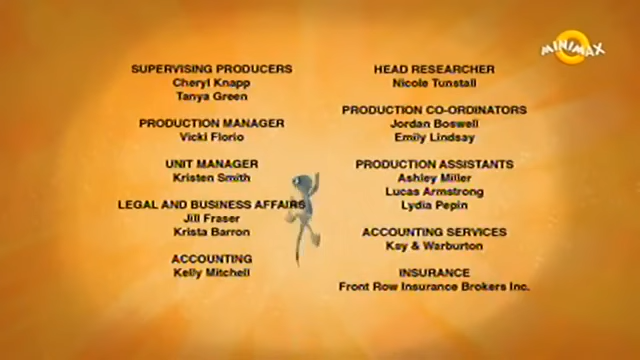 MINIMAX
SUPERVISING PRODUCERS
Cheryl Knapp
Tanya Green
PRODUCTION MANAGER
Vicki Florio
UNIT MANAGER
Kristen Smith
LEGAL AND BUSINESS AFFAIRS
Jill Fraser
Krista Barron
ACCOUNTING
Kelly Mitchell
HEAD RESEARCHER
Nicole Tunstall
PRODUCTION CO-ORDINATORS
Jordan Boswell
Emily Lindsay
PRODUCTION ASSISTANTS
Ashley Miller
Lucas Armstrong
Lydia Pepin
ACCOUNTING SERVICES
Kay & Warburton
INSURANCE
Front Row Insurance Brokers Inc.